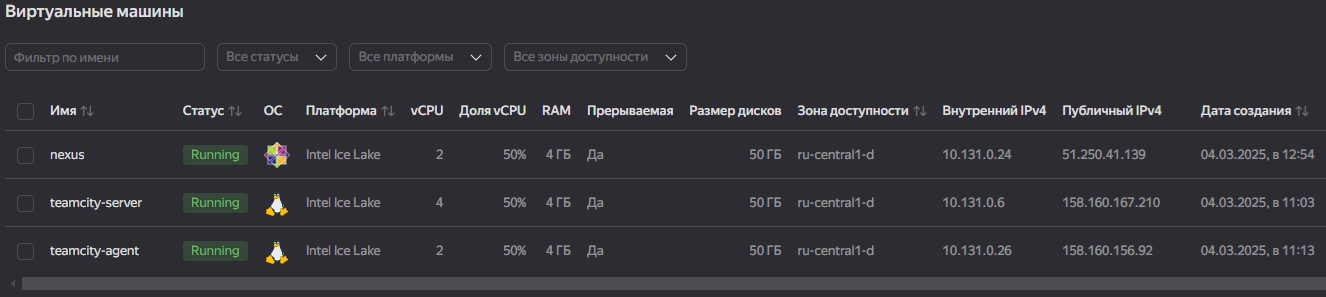 Виртуальные машины
Фильтр по имени Все статусы Все платформы Все зоны доступности
Имя Статус ОС Платформа vCPU Доля vCPU RAM Прерываемая Размер дисков Зона доступности Внутренний IPv4 Публичный IPv4 Дата создания
nexus Running Intel Ice Lake 2 50% 4 ГБ Да 50 ГБ ru-central1-d 10.131.0.24 51.250.41.139 04.03.2025, в 12:54
teamcity-server Running Intel Ice Lake 4 50% 4 ГБ Да 50 ГБ ru-central1-d 10.131.0.6 158.160.167.210 04.03.2025, в 11:03
teamcity-agent Running Intel Ice Lake 2 50% 4 ГБ Да 50 ГБ ru-central1-d 10.131.0.26 158.160.156.92 04.03.2025, в 11:13